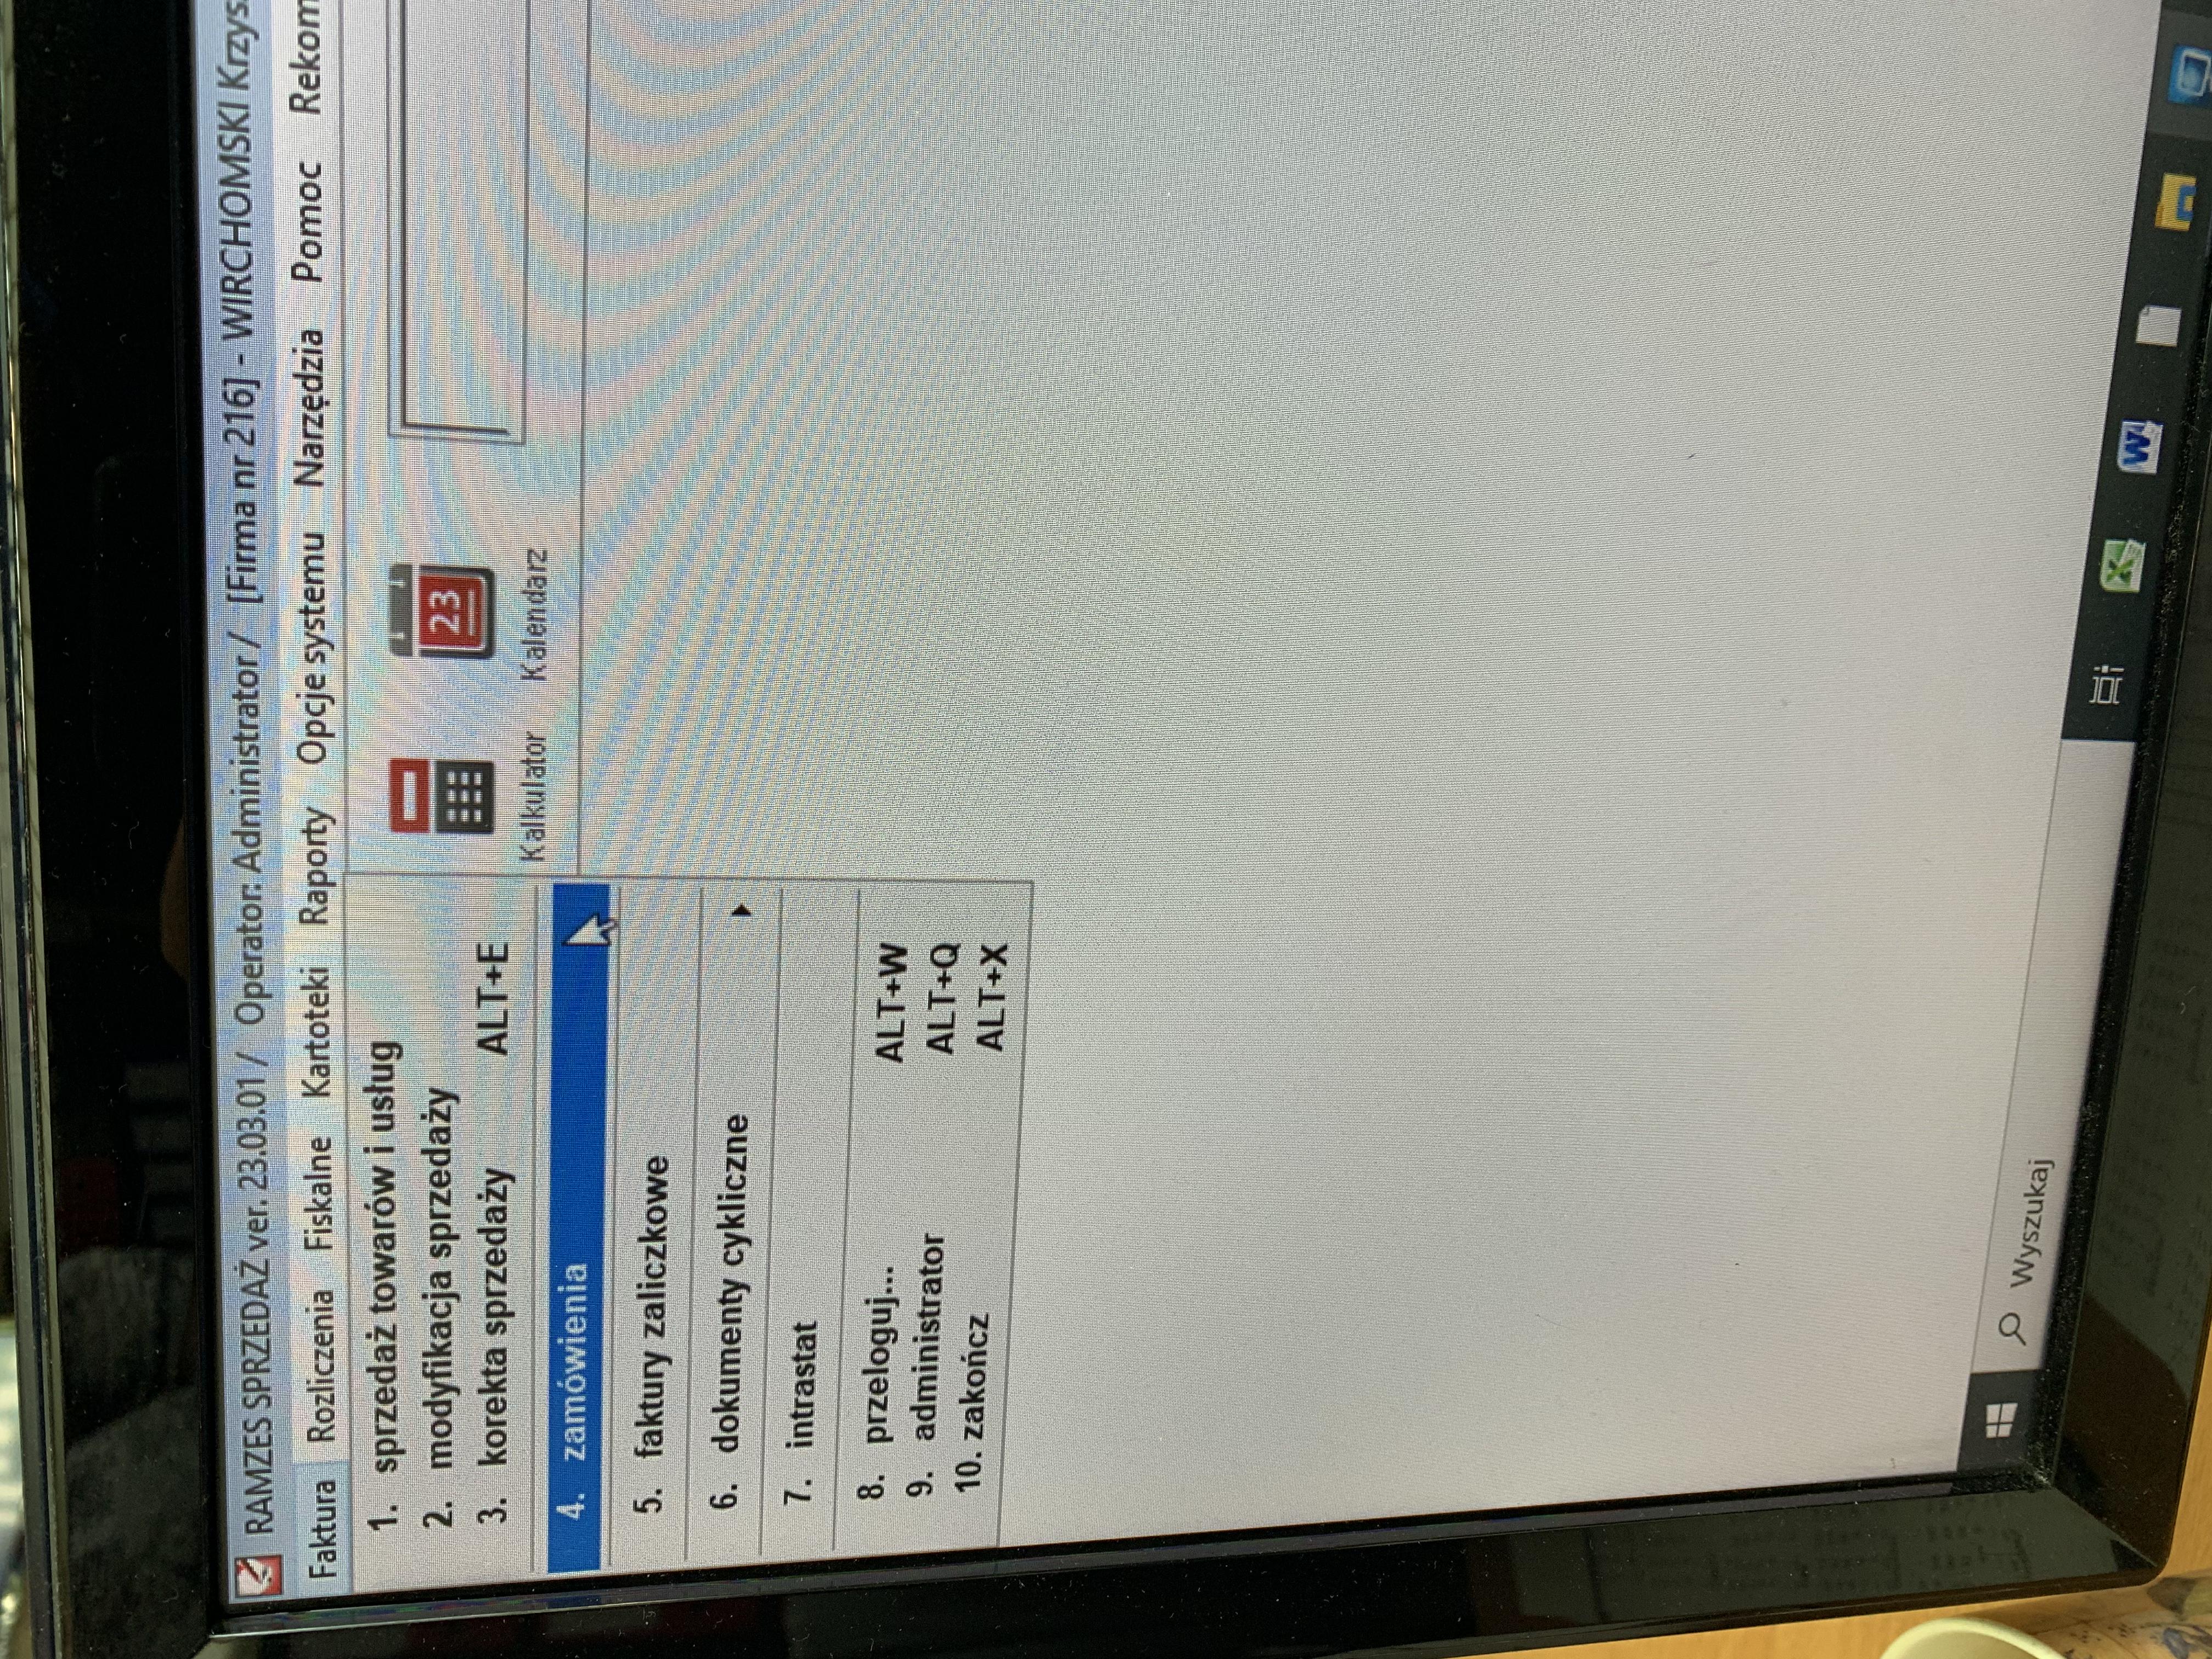 RAMZES SPRZEDAŻ ver. 23.03.01 / Operator: Administrator / [Firma nr 216] - WIRCHOMSKI Krzys
Faktura Rozliczenia Fiskalne Kartoteki Raporty Opcje systemu Narzędzia Pomoc Rekom
1. sprzedaż towarów i usług
2. modyfikacja sprzedaży
3. korekta sprzedaży ALT+E
4. zamówienia
5. faktury zaliczkowe
6. dokumenty cykliczne
7. intrastat
8. przeloguj... ALT+W
9. administrator ALT+Q
10. zakończ ALT+X
23
Kalkulator Kalendarz
Wyszukaj
X W